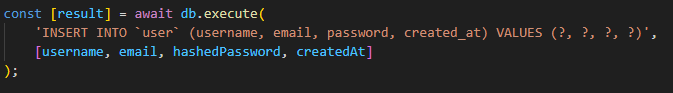 const [result] = await db.execute(
'INSERT INTO `user` (username, email, password, created_at) VALUES (?, ?, ?, ?)',
[username, email, hashedPassword, createdAt]
);